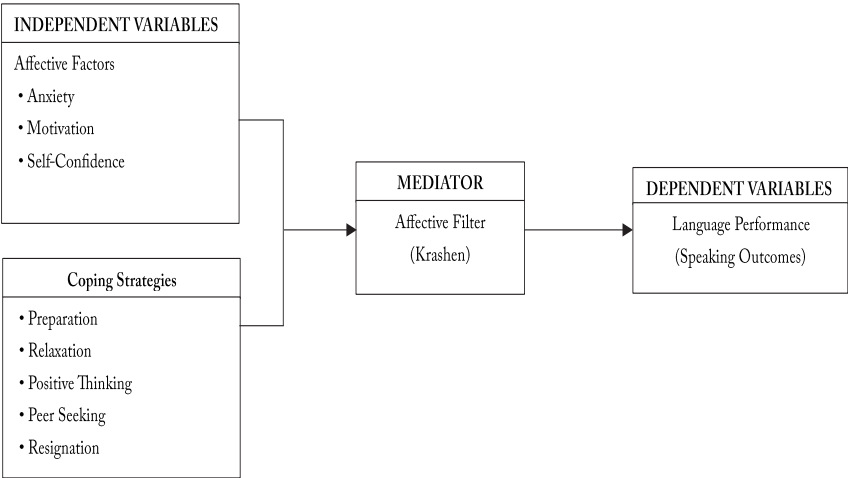 INDEPENDENT VARIABLES
Affective Factors
• Anxiety
• Motivation
• Self-Confidence
Coping Strategies
• Preparation
• Relaxation
• Positive Thinking
• Peer Seeking
• Resignation
MEDIATOR
Affective Filter
(Krashen)
DEPENDENT VARIABLES
Language Performance
(Speaking Outcomes)